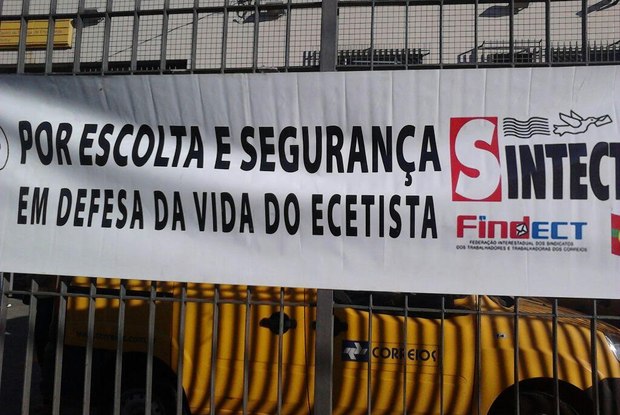 POR ESCOLTA E SEGURANÇA
EM DEFESA DA VIDA DO ECETISTA
SINTECT
FINDECT
FEDERAÇÃO INTERESTADUAL DOS SINDICATOS
DOS TRABALHADORES E TRABALHADORAS DOS CORREIOS
CORREIOS